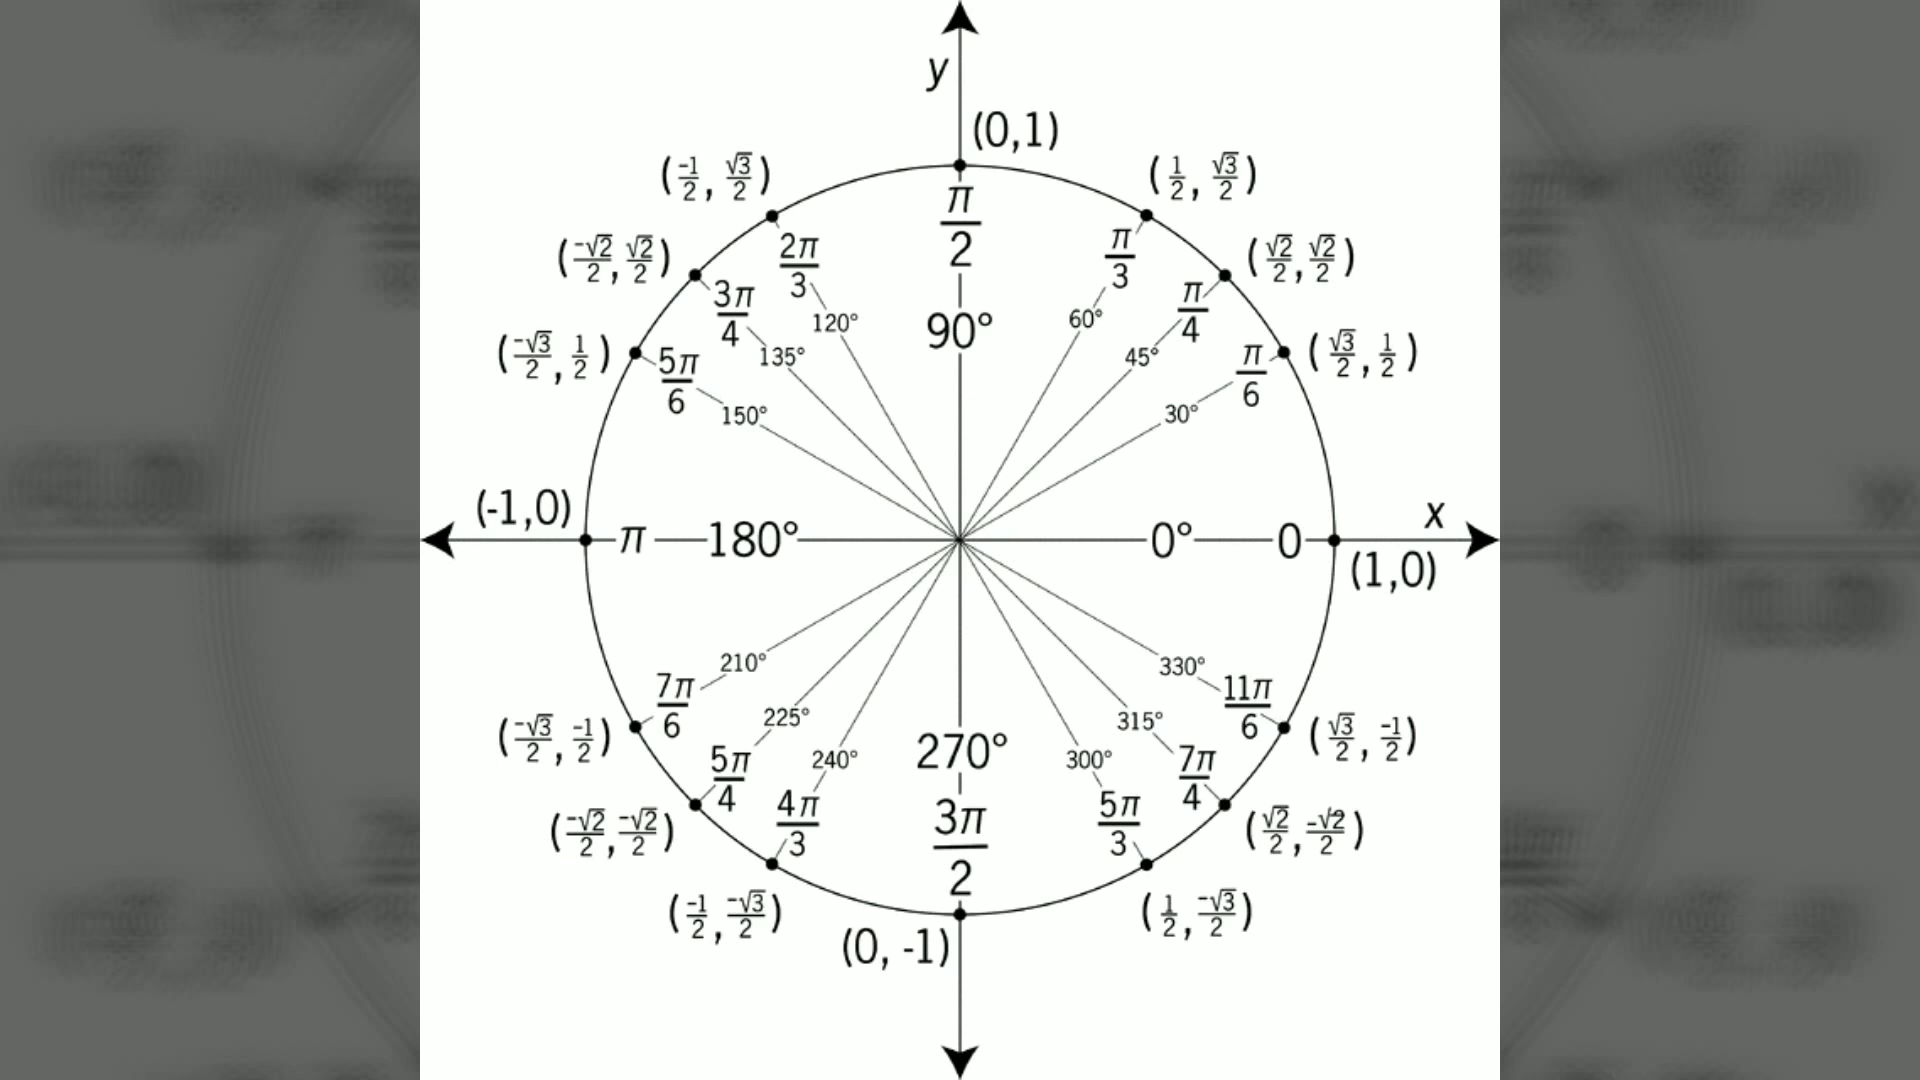 y
(0,1)
(-1/2, √3/2)
(1/2, √3/2)
π/2
(-√2/2, √2/2)
2π/3
π/3
(√2/2, √2/2)
3π/4
120°
90°
60°
π/4
(-√3/2, 1/2)
5π/6
135°
45°
π/6
(√3/2, 1/2)
150°
30°
(-1,0)
x
π
180°
0°
0
(1,0)
210°
330°
7π/6
11π/6
(-√3/2, -1/2)
225°
315°
(√3/2, -1/2)
5π/4
240°
270°
300°
7π/4
(-√2/2, -√2/2)
4π/3
3π/2
5π/3
(√2/2, -√2/2)
(-1/2, -√3/2)
(1/2, -√3/2)
(0, -1)